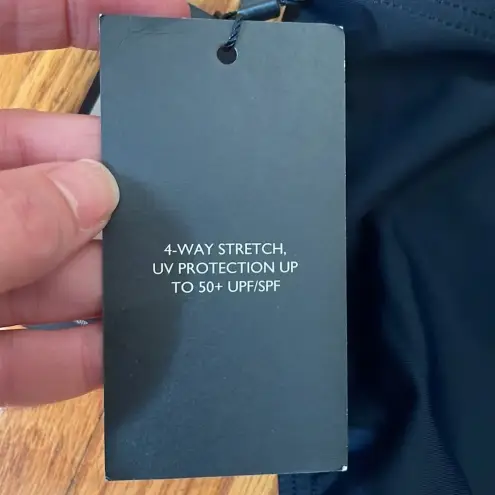 4-WAY STRETCH,
UV PROTECTION UP
TO 50+ UPF/SPF